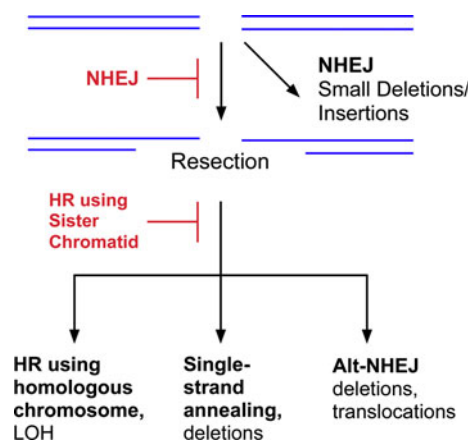 NHEJ
NHEJ
Small Deletions/
Insertions
Resection
HR using
Sister
Chromatid
HR using
homologous
chromosome,
LOH
Single-
strand
annealing,
deletions
Alt-NHEJ
deletions,
translocations